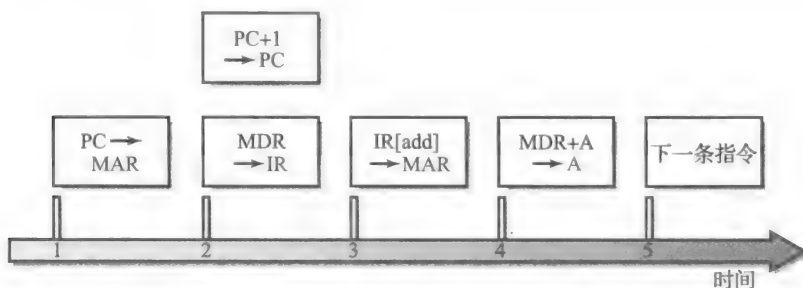 PC+1
→PC
PC→
MAR
MDR
→IR
IR[add]
→MAR
MDR+A
→A
下一条指令
1
2
3
4
5
时间